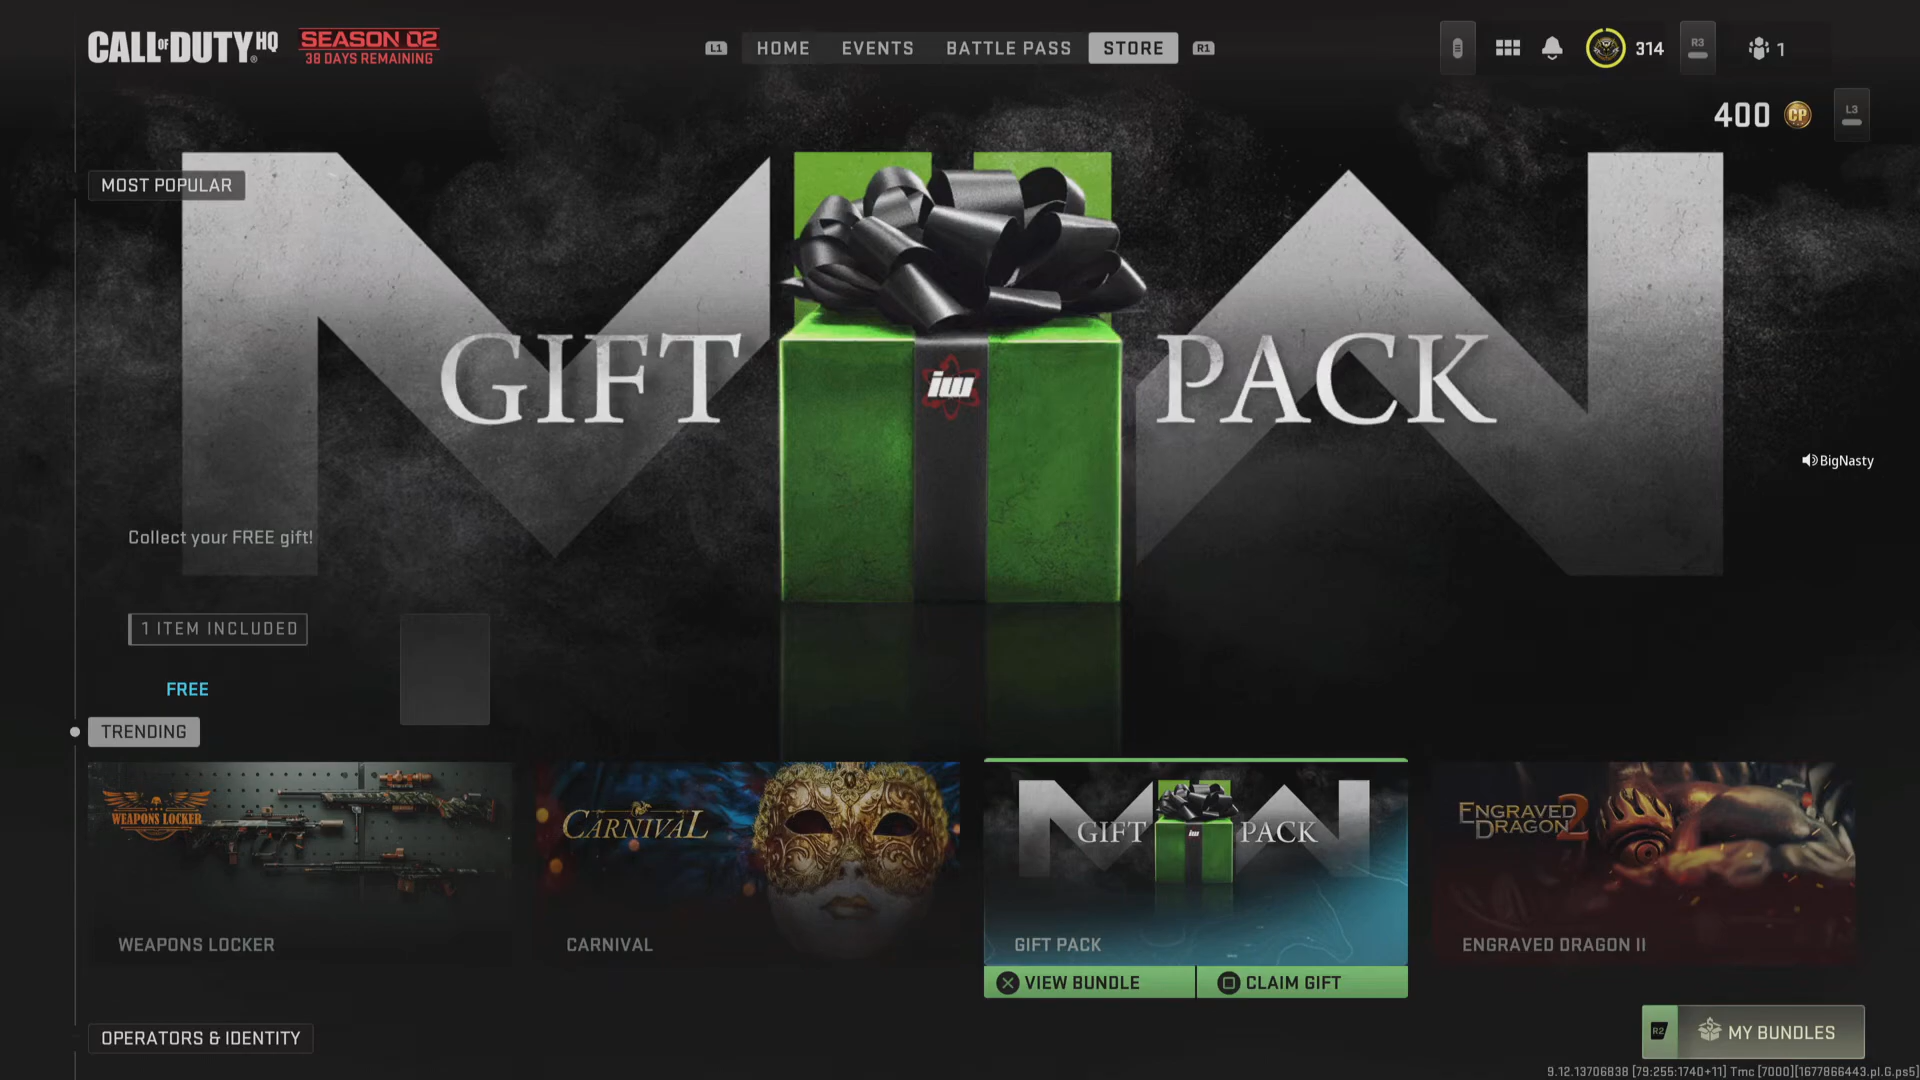 CALL OF DUTY HQ
SEASON 02
38 DAYS REMAINING
L1 HOME EVENTS BATTLE PASS STORE R1
314 R3 1
400 CP L3
MOST POPULAR
GIFT PACK
iw
BigNasty
Collect your FREE gift!
1 ITEM INCLUDED
FREE
TRENDING
WEAPONS LOCKER
WEAPONS LOCKER
CARNIVAL
CARNIVAL
GIFT PACK
iw
GIFT PACK
VIEW BUNDLE CLAIM GIFT
ENGRAVED
DRAGON 2
ENGRAVED DRAGON II
OPERATORS & IDENTITY
R2 MY BUNDLES
9.12.13706838 [79:255:1740+11] Tmc [7000][1677866443.pl.G.ps5]